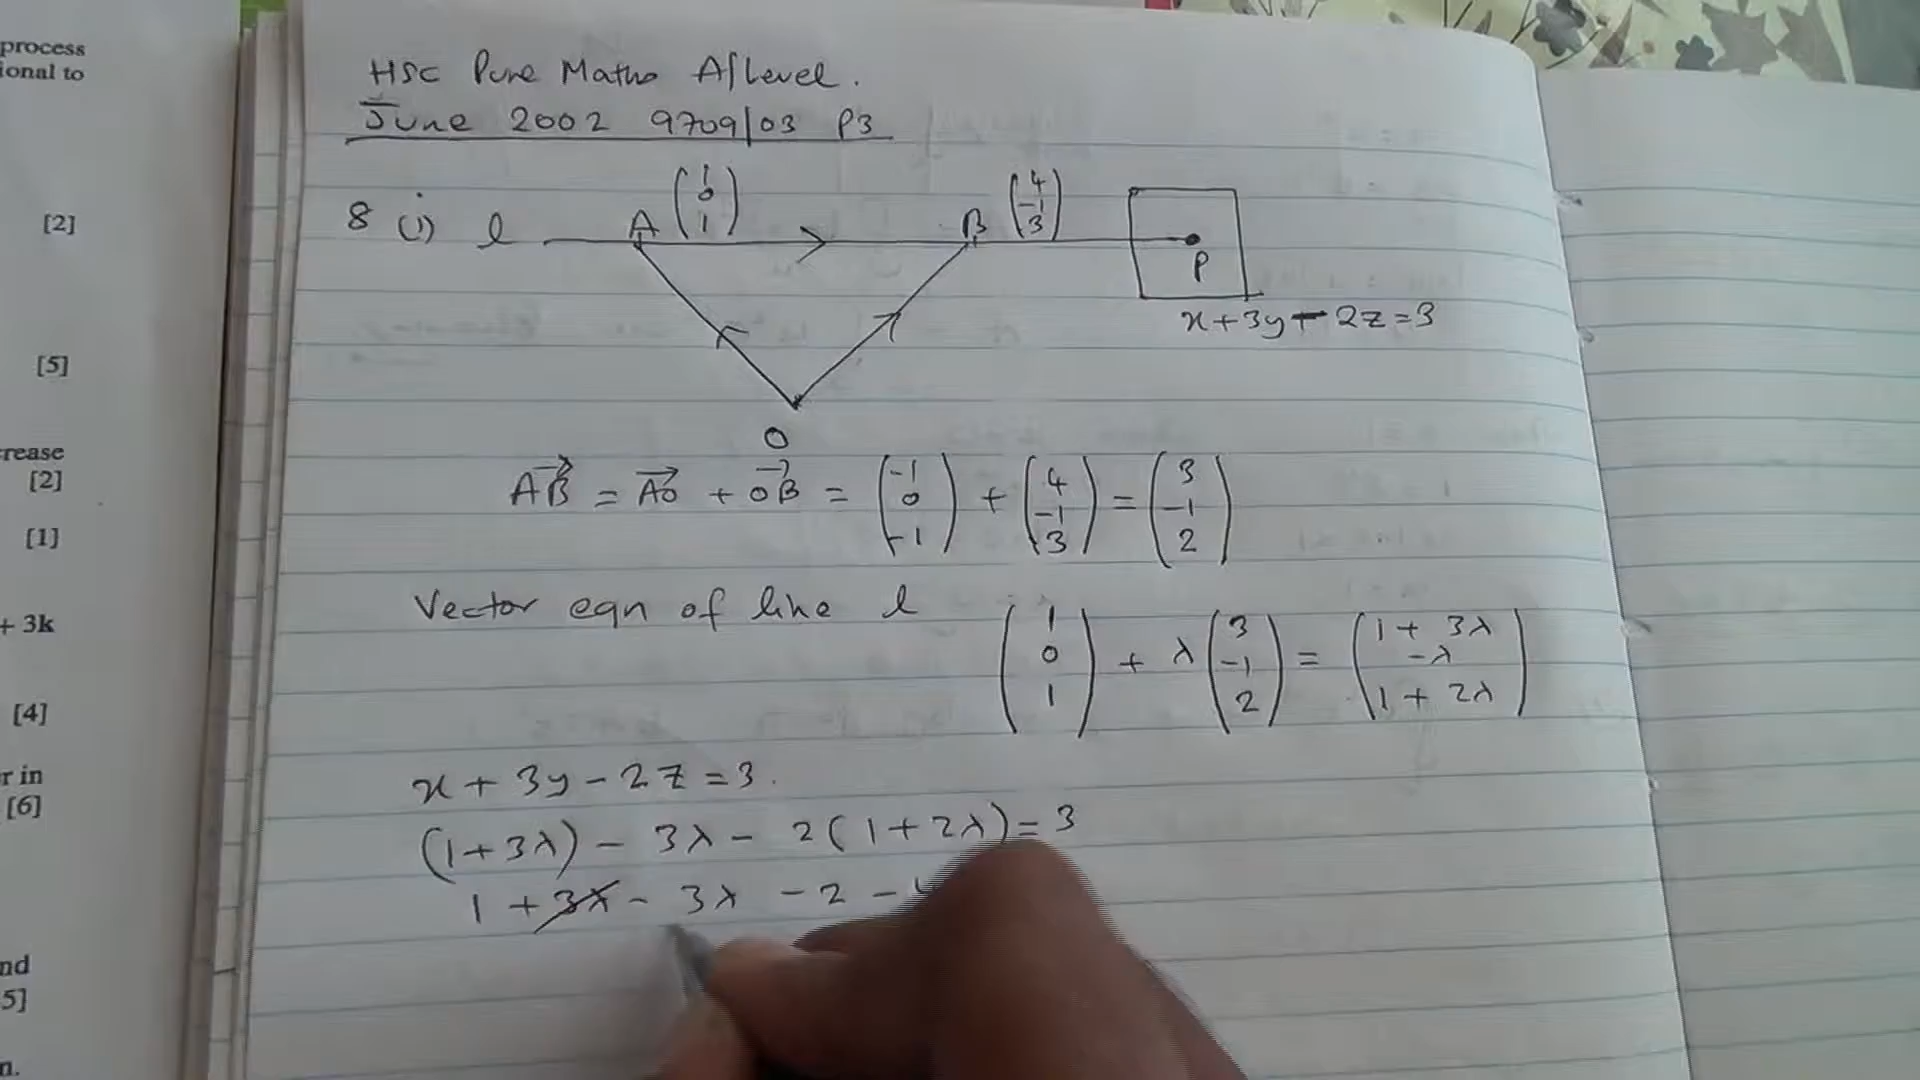 process
ional to
[2]
[5]
rease
[2]
[1]
+ 3k
[4]
r in
[6]
nd
5]
n.
HSC Pure Maths A/Level.
June 2002 9709/03 P3
8 (i) l A (1 0 1) B (4 -1 3)
P
x+3y-2z=3
O
AB = AO + OB = (-1 0 -1) + (4 -1 3) = (3 -1 2)
Vector eqn of line l (1 0 1) + λ (3 -1 2) = (1 + 3λ -λ 1 + 2λ)
x + 3y - 2z = 3.
(1+3λ) - 3λ - 2(1+2λ) = 3
1 + 3λ - 3λ - 2 -